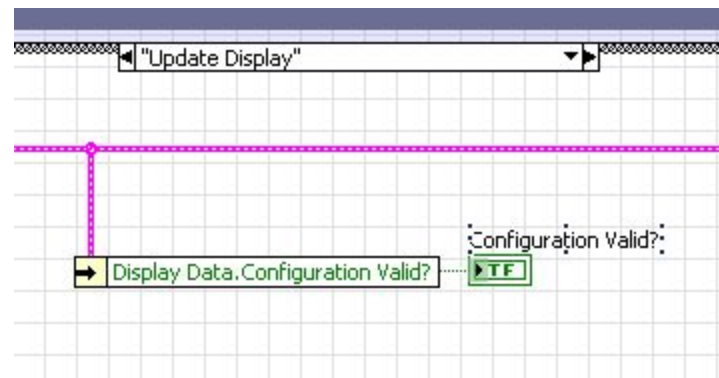 "Update Display"
Configuration Valid?
Display Data.Configuration Valid?
TF